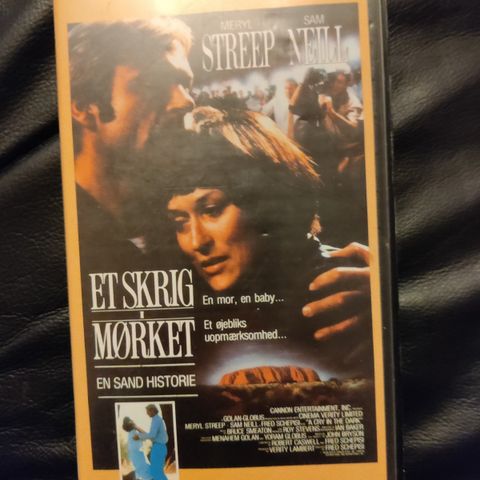 MERYL SAM
STREEP NEILL
ET SKRIG
I
MØRKET
EN SAND HISTORIE
En mor, en baby...
Et øjebliks
uopmærksomhed...
CANNON ENTERTAINMENT, INC.
GOLAN-GLOBUS CINEMA VERITY LIMITED
MERYL STREEP SAM NEILL FRED SCHEPISI "A CRY IN THE DARK"
BRUCE SMEATON ROY STEVENS IAN BAKER
MENAHEM GOLAN YORAM GLOBUS JOHN BRYSON
ROBERT CASWELL FRED SCHEPISI
VERITY LAMBERT FRED SCHEPISI